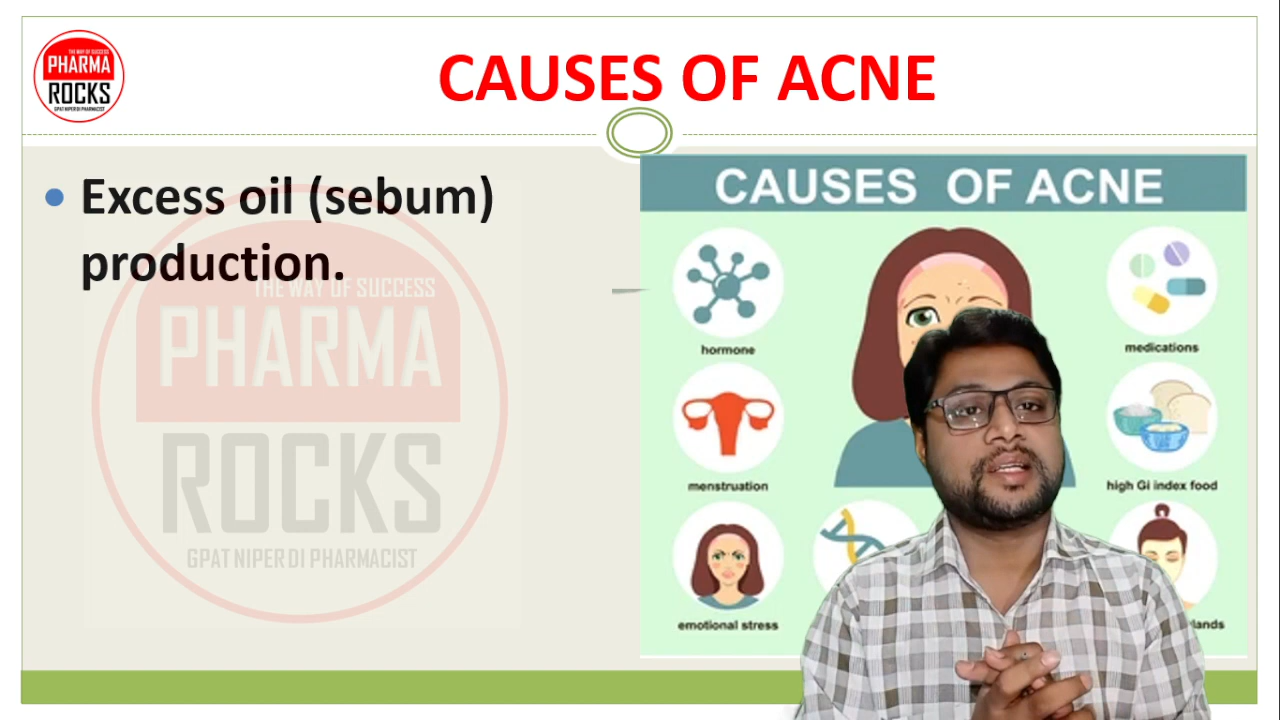 THE WAY OF SUCCESS
PHARMA
ROCKS
GPAT NIPER DI PHARMACIST
CAUSES OF ACNE
• Excess oil (sebum)
production.
THE WAY OF SUCCESS
PHARMA
ROCKS
GPAT NIPER DI PHARMACIST
CAUSES OF ACNE
hormone
medications
menstruation
high Gi index food
emotional stress